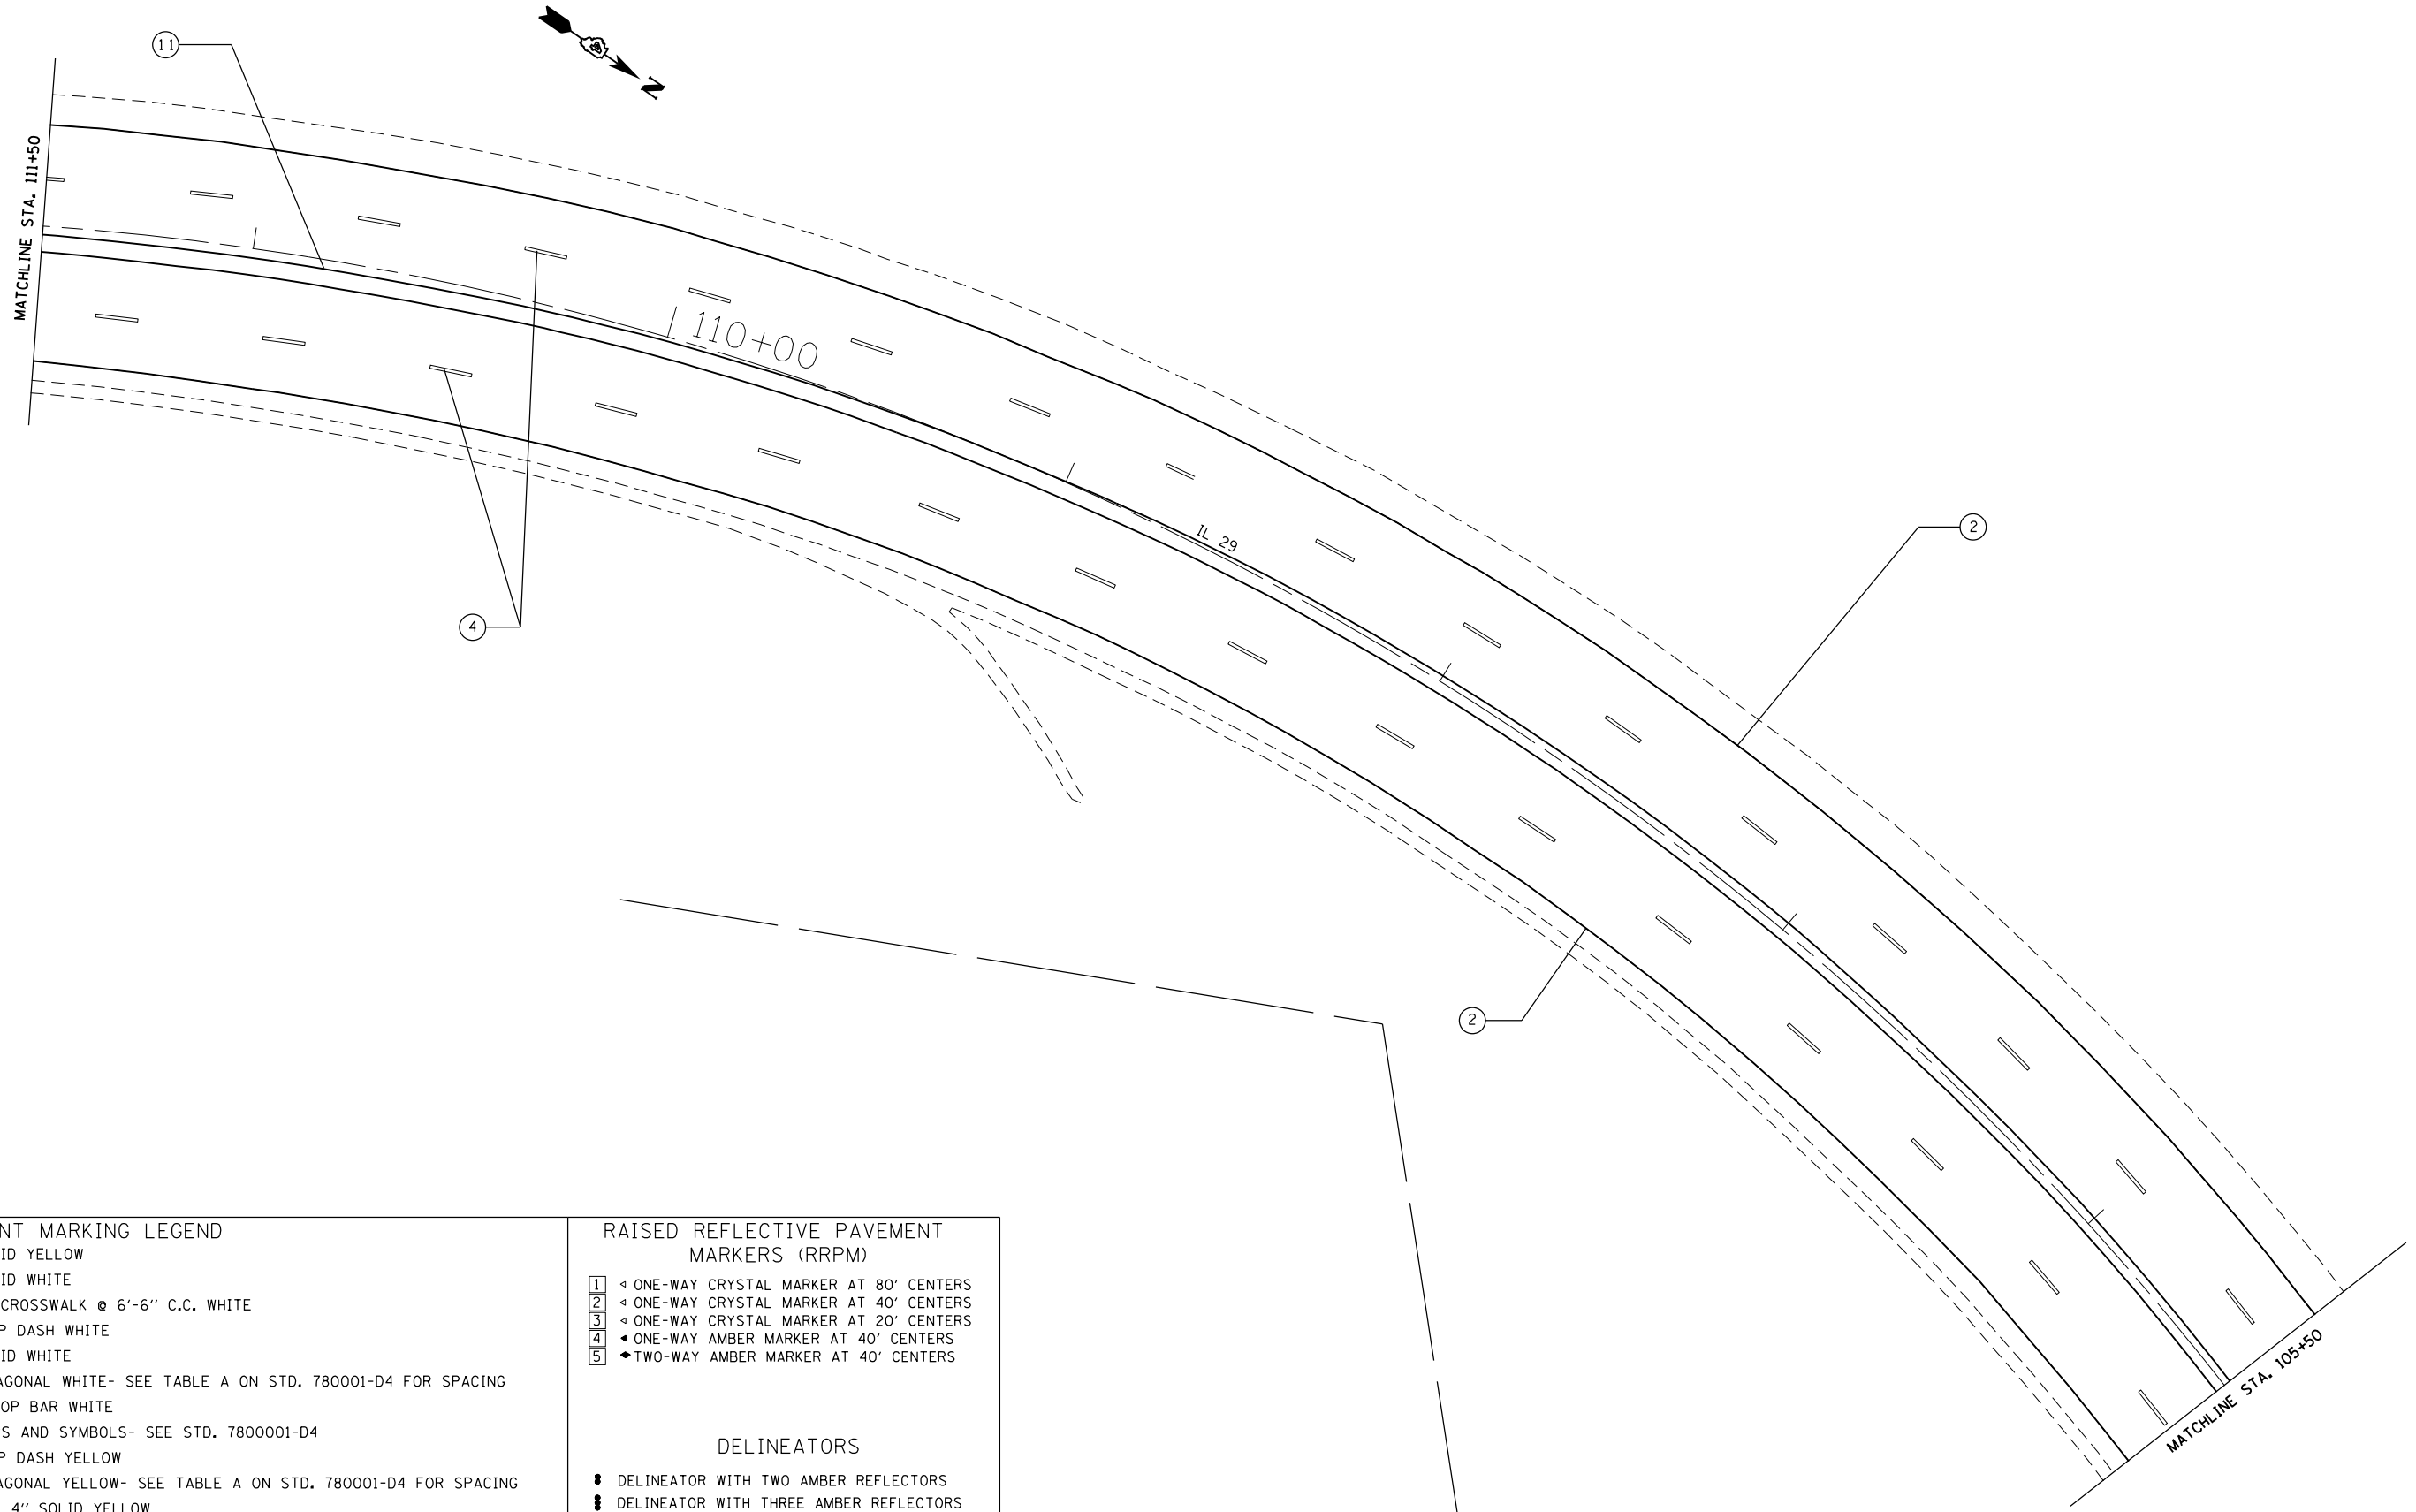 11
N
MATCHLINE STA. 111+50
110+00
IL 29
2
4
2
MATCHLINE STA. 105+50
NT MARKING LEGEND
ID YELLOW
ID WHITE
CROSSWALK @ 6'-6'' C.C. WHITE
P DASH WHITE
ID WHITE
AGONAL WHITE- SEE TABLE A ON STD. 780001-D4 FOR SPACING
OP BAR WHITE
S AND SYMBOLS- SEE STD. 7800001-D4
P DASH YELLOW
AGONAL YELLOW- SEE TABLE A ON STD. 780001-D4 FOR SPACING
4'' SOLID YELLOW
RAISED REFLECTIVE PAVEMENT
MARKERS (RRPM)
1 ONE-WAY CRYSTAL MARKER AT 80' CENTERS
2 ONE-WAY CRYSTAL MARKER AT 40' CENTERS
3 ONE-WAY CRYSTAL MARKER AT 20' CENTERS
4 ONE-WAY AMBER MARKER AT 40' CENTERS
5 TWO-WAY AMBER MARKER AT 40' CENTERS
DELINEATORS
DELINEATOR WITH TWO AMBER REFLECTORS
DELINEATOR WITH THREE AMBER REFLECTORS